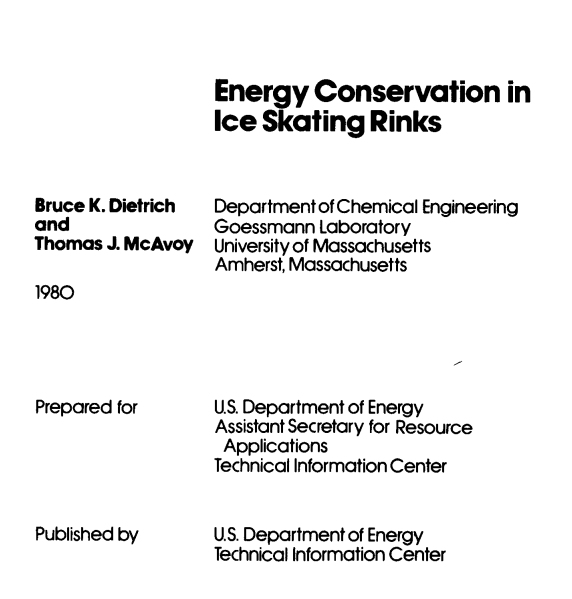 Energy Conservation in
Ice Skating Rinks
Bruce K. Dietrich
and
Thomas J. McAvoy
Department of Chemical Engineering
Goessmann Laboratory
University of Massachusetts
Amherst, Massachusetts
1980
Prepared for
U.S. Department of Energy
Assistant Secretary for Resource
Applications
Technical Information Center
Published by
U.S. Department of Energy
Technical Information Center